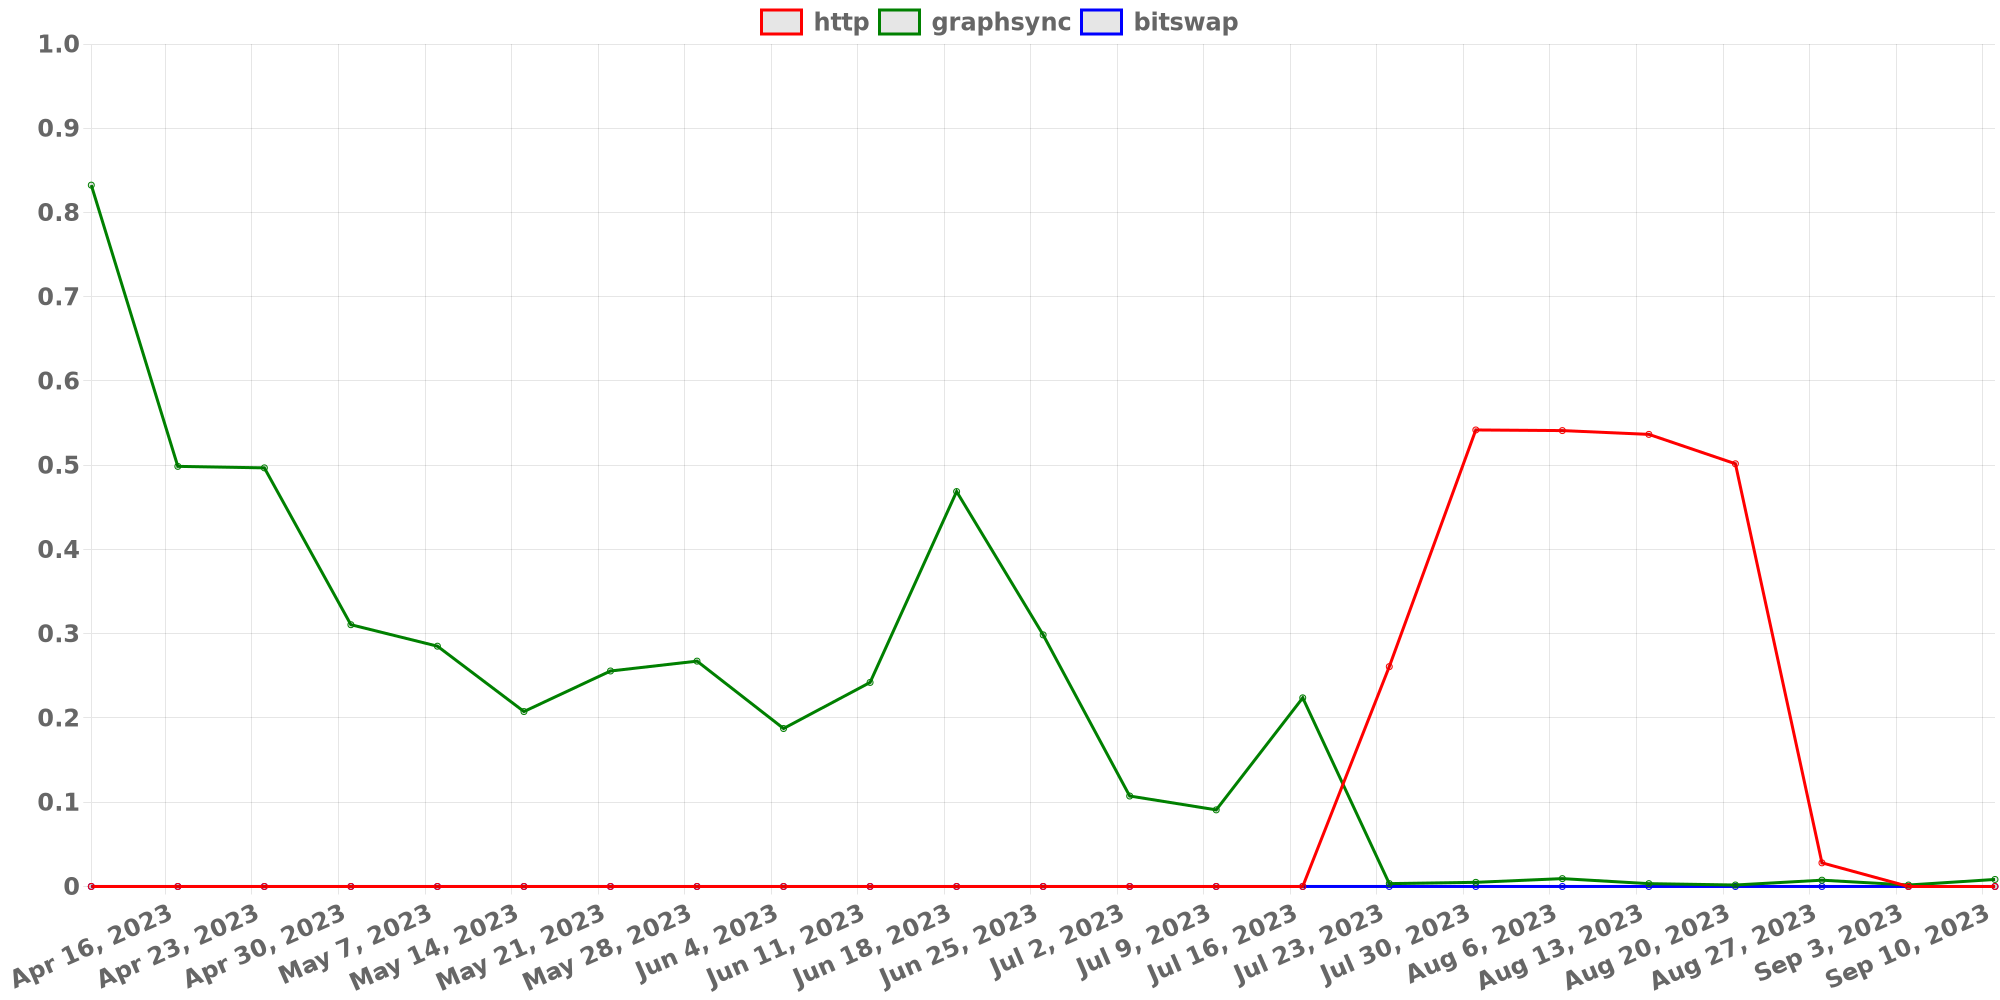 http graphsync bitswap
1.0
0.9
0.8
0.7
0.6
0.5
0.4
0.3
0.2
0.1
0
Apr 16, 2023
Apr 23, 2023
Apr 30, 2023
May 7, 2023
May 14, 2023
May 21, 2023
May 28, 2023
Jun 4, 2023
Jun 11, 2023
Jun 18, 2023
Jun 25, 2023
Jul 2, 2023
Jul 9, 2023
Jul 16, 2023
Jul 23, 2023
Jul 30, 2023
Aug 6, 2023
Aug 13, 2023
Aug 20, 2023
Aug 27, 2023
Sep 3, 2023
Sep 10, 2023